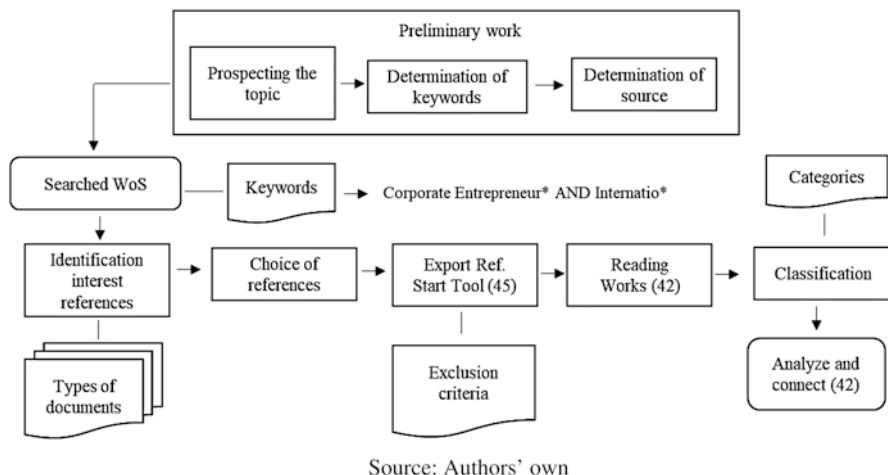 Preliminary work
Prospecting the
topic
Determination of
keywords
Determination of
source
Searched WoS
Keywords
Corporate Entrepreneur* AND Internatio*
Categories
Identification
interest
references
Choice of
references
Export Ref.
Start Tool (45)
Reading
Works (42)
Classification
Types of
documents
Exclusion
criteria
Analyze and
connect (42)
Source: Authors' own